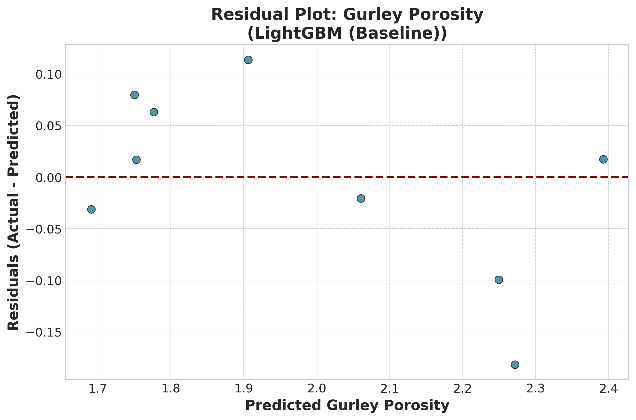 Residual Plot: Gurley Porosity
(LightGBM (Baseline))
Residuals (Actual - Predicted)
0.10
0.05
0.00
−0.05
−0.10
−0.15
1.7 1.8 1.9 2.0 2.1 2.2 2.3 2.4
Predicted Gurley Porosity